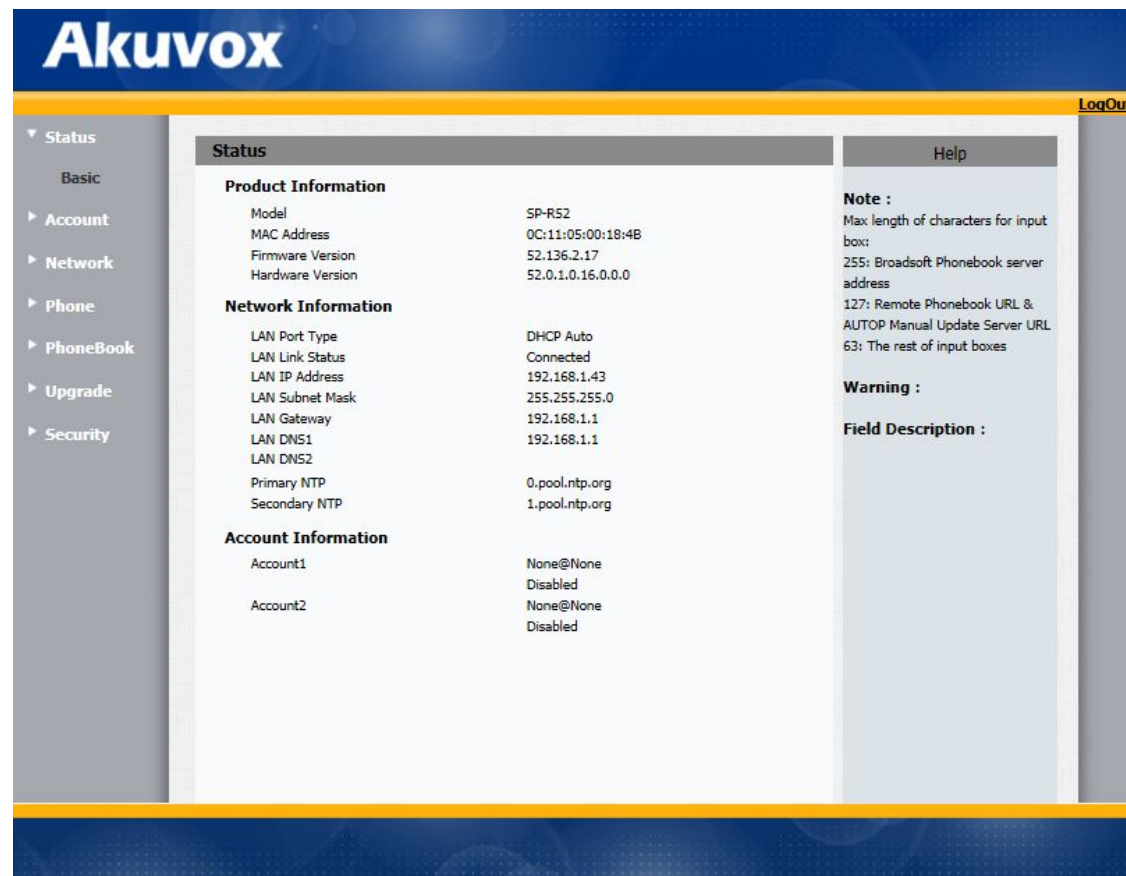 Akuvox
LogOu
Status
Basic
Account
Network
Phone
PhoneBook
Upgrade
Security
Status
Product Information
Model SP-R52
MAC Address 0C:11:05:00:18:4B
Firmware Version 52.136.2.17
Hardware Version 52.0.1.0.16.0.0.0
Network Information
LAN Port Type DHCP Auto
LAN Link Status Connected
LAN IP Address 192.168.1.43
LAN Subnet Mask 255.255.255.0
LAN Gateway 192.168.1.1
LAN DNS1 192.168.1.1
LAN DNS2
Primary NTP 0.pool.ntp.org
Secondary NTP 1.pool.ntp.org
Account Information
Account1 None@None
Disabled
Account2 None@None
Disabled
Help
Note :
Max length of characters for input
box:
255: Broadsoft Phonebook server
address
127: Remote Phonebook URL &
AUTOP Manual Update Server URL
63: The rest of input boxes
Warning :
Field Description :